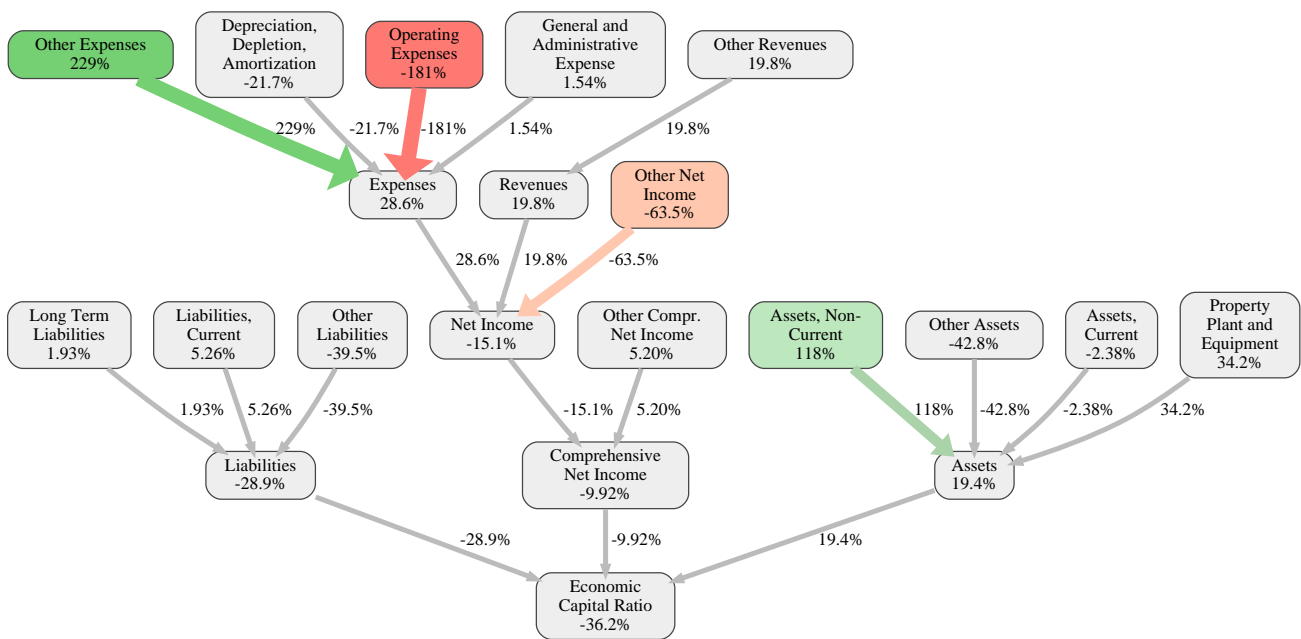 Other Expenses
229%
Depreciation,
Depletion,
Amortization
-21.7%
Operating
Expenses
-181%
General and
Administrative
Expense
1.54%
Other Revenues
19.8%
229%
-21.7%
-181%
1.54%
19.8%
Expenses
28.6%
Revenues
19.8%
Other Net
Income
-63.5%
28.6%
19.8%
-63.5%
Long Term
Liabilities
1.93%
Liabilities,
Current
5.26%
Other
Liabilities
-39.5%
Net Income
-15.1%
Other Compr.
Net Income
5.20%
Assets, Non-
Current
118%
Other Assets
-42.8%
Assets,
Current
-2.38%
Property
Plant and
Equipment
34.2%
1.93%
5.26%
-39.5%
-15.1%
5.20%
118%
-42.8%
-2.38%
34.2%
Liabilities
-28.9%
Comprehensive
Net Income
-9.92%
Assets
19.4%
-28.9%
-9.92%
19.4%
Economic
Capital Ratio
-36.2%